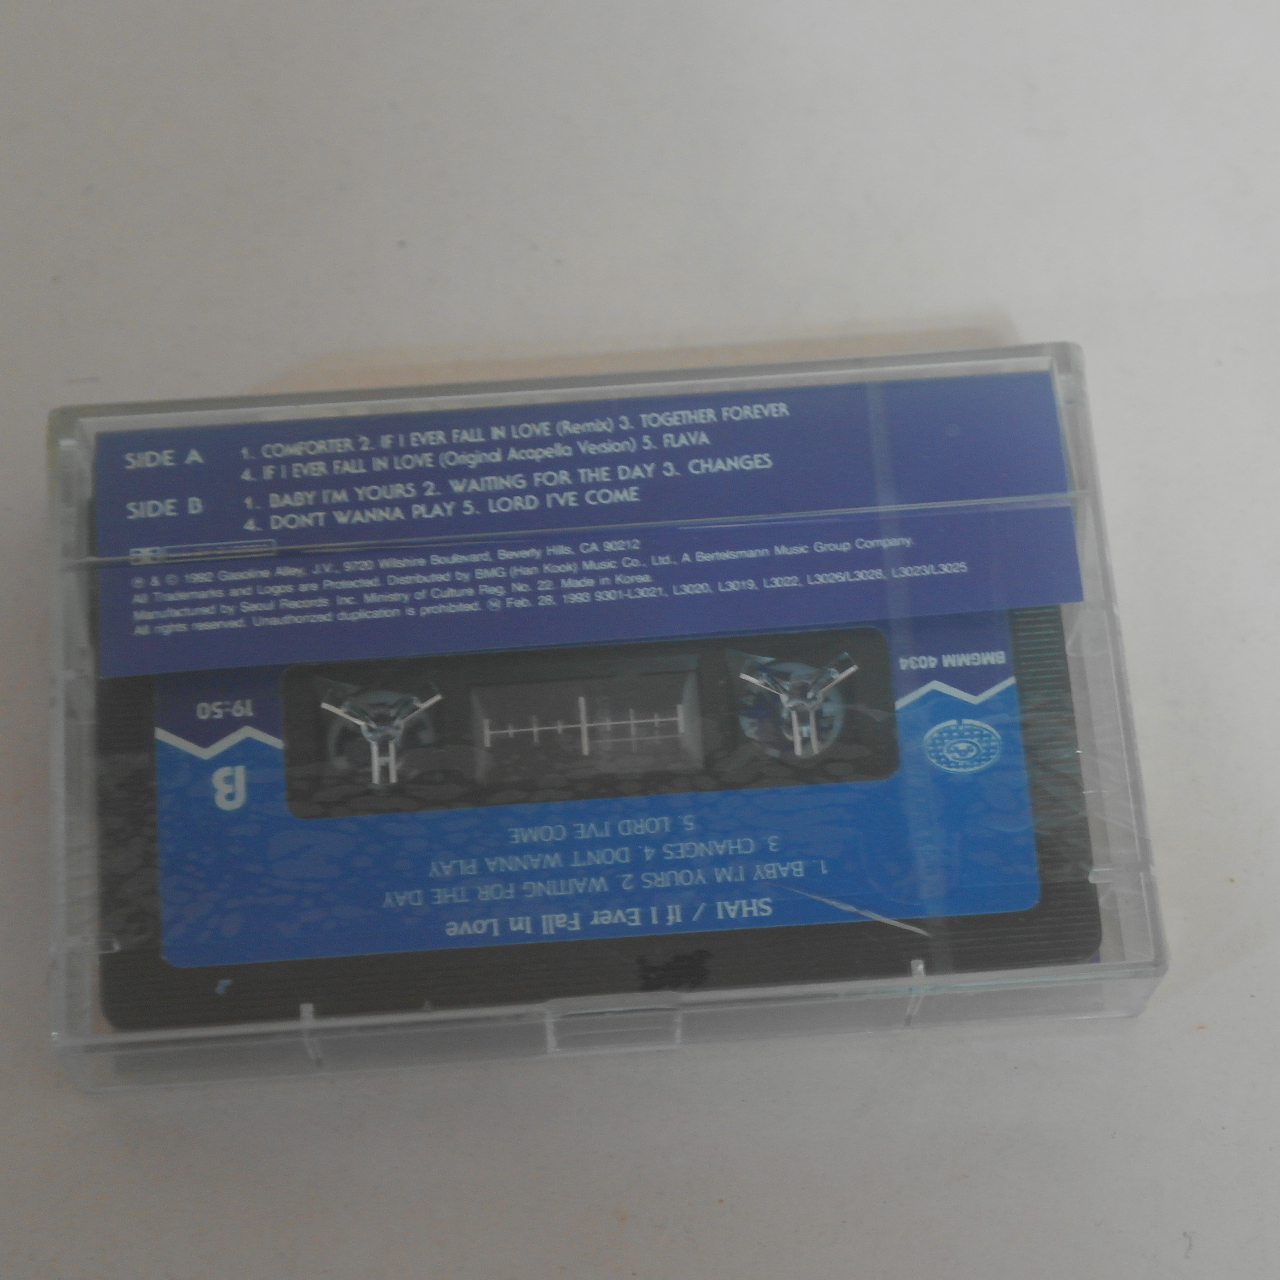 SIDE A
1. COMFORTER 2. IF I EVER FALL IN LOVE (Remix) 3. TOGETHER FOREVER
4. IF I EVER FALL IN LOVE (Original Acapella Version) 5. FLAVA
SIDE B
1. BABY I'M YOURS 2. WAITING FOR THE DAY 3. CHANGES
4. DON'T WANNA PLAY 5. LORD I'VE COME
℗ & © 1992 Gasoline Alley, J.V., 9720 Wilshire Boulevard, Beverly Hills, CA 90212
All Trademarks and Logos are Protected. Distributed by BMG (Han Kook) Music Co., Ltd., A Bertelsmann Music Group Company.
Manufactured by Seoul Records Inc. Ministry of Culture Reg. No. 22. Made in Korea.
All rights reserved. Unauthorized duplication is prohibited. Ⓜ Feb. 28, 1993 9301-L3021, L3020, L3019, L3022, L3026/L3028, L3023/L3025
SHAI / If I Ever Fall In Love
1. BABY I'M YOURS 2. WAITING FOR THE DAY
3. CHANGES 4. DON'T WANNA PLAY
5. LORD I'VE COME
B
19:50
BMGMM 4034